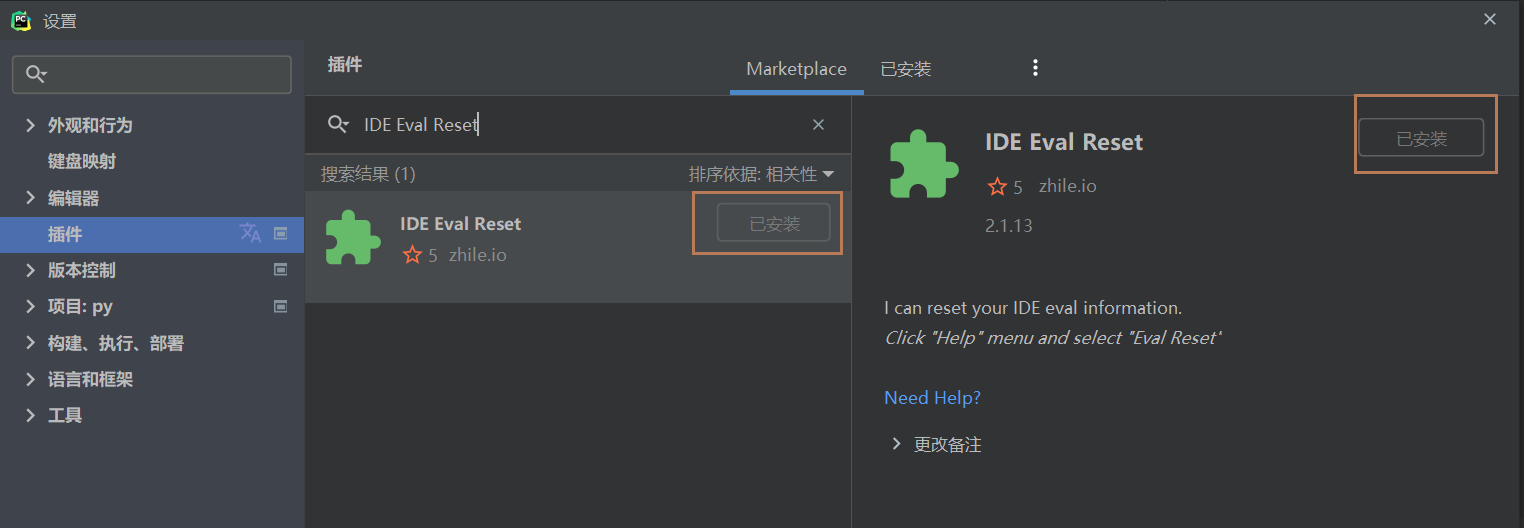 PC 设置
插件
Marketplace 已安装
外观和行为
键盘映射
编辑器
插件
版本控制
项目: py
构建、执行、部署
语言和框架
工具
IDE Eval Reset
搜索结果 (1) 排序依据: 相关性
IDE Eval Reset
已安装
5 zhile.io
IDE Eval Reset
已安装
5 zhile.io
2.1.13
I can reset your IDE eval information.
Click "Help" menu and select "Eval Reset"
Need Help?
更改备注